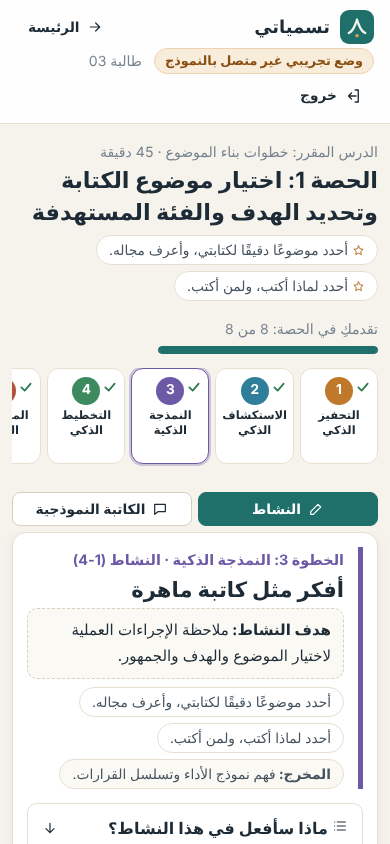 تسمياتي
الرئيسة
وضع تجريبي غير متصل بالنموذج
طالبة 03
خروج
الدرس المقرر: خطوات بناء الموضوع · 45 دقيقة
الحصة 1: اختيار موضوع الكتابة
وتحديد الهدف والفئة المستهدفة
أحدد موضوعًا دقيقًا لكتابتي، وأعرف مجاله.
أحدد لماذا أكتب، ولمن أكتب.
تقدمكِ في الحصة: 8 من 8
1
التحفيز
الذكي
2
الاستكشاف
الذكي
3
النمذجة
الذكية
4
التخطيط
الذكي
النشاط
الكاتبة النموذجية
الخطوة 3: النمذجة الذكية · النشاط (1-4)
أفكر مثل كاتبة ماهرة
هدف النشاط: ملاحظة الإجراءات العملية
لاختيار الموضوع والهدف والجمهور.
أحدد موضوعًا دقيقًا لكتابتي، وأعرف مجاله.
أحدد لماذا أكتب، ولمن أكتب.
المخرج: فهم نموذج الأداء وتسلسل القرارات.
ماذا سأفعل في هذا النشاط؟